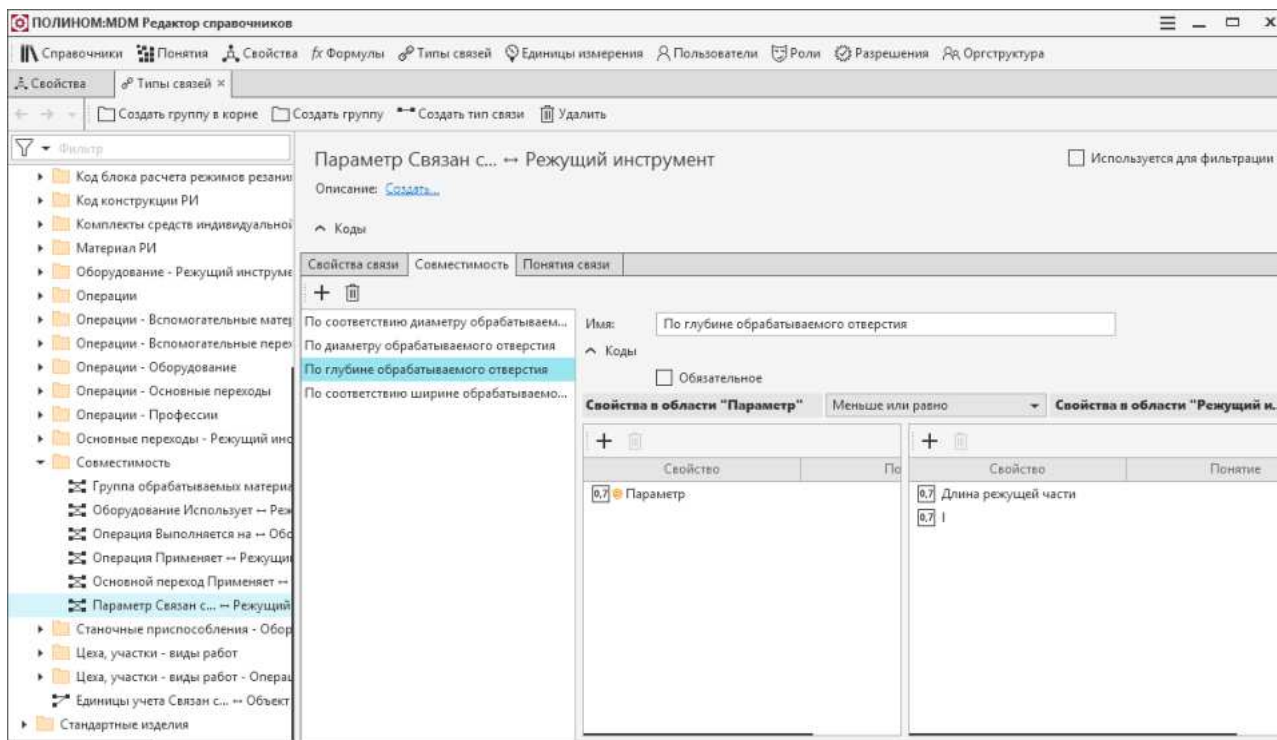 ПОЛИНОМ:MDM Редактор справочников
Справочники Понятия Свойства fx Формулы Типы связей Единицы измерения Пользователи Роли Разрешения Оргструктура
Свойства Типы связей ×
Создать группу в корне Создать группу Создать тип связи Удалить
Фильтр
Код блока расчета режимов резани
Код конструкции РИ
Комплекты средств индивидуальной
Материал РИ
Оборудование - Режущий инструме
Операции
Операции - Вспомогательные матер
Операции - Вспомогательные перех
Операции - Оборудование
Операции - Основные переходы
Операции - Профессии
Основные переходы - Режущий инс
Совместимость
Группа обрабатываемых материа
Оборудование Использует ↔ Реж
Операция Выполняется на ↔ Обо
Операция Применяет ↔ Режущи
Основной переход Применяет ↔
Параметр Связан с... ↔ Режущий
Станочные приспособления - Обор
Цеха, участки - виды работ
Цеха, участки - виды работ - Опера
Единицы учета Связан с... ↔ Объект
Стандартные изделия
Параметр Связан с... ↔ Режущий инструмент
Используется для фильтрации
Описание: Создать...
Коды
Свойства связи Совместимость Понятия связи
По соответствию диаметру обрабатываем...
По диаметру обрабатываемого отверстия
По глубине обрабатываемого отверстия
По соответствию ширине обрабатываемо...
Имя: По глубине обрабатываемого отверстия
Коды
Обязательное
Свойства в области "Параметр" Меньше или равно Свойства в области "Режущий и...
Свойство По
0,7 Параметр
Свойство Понятие
0,7 Длина режущей части
0,7 l